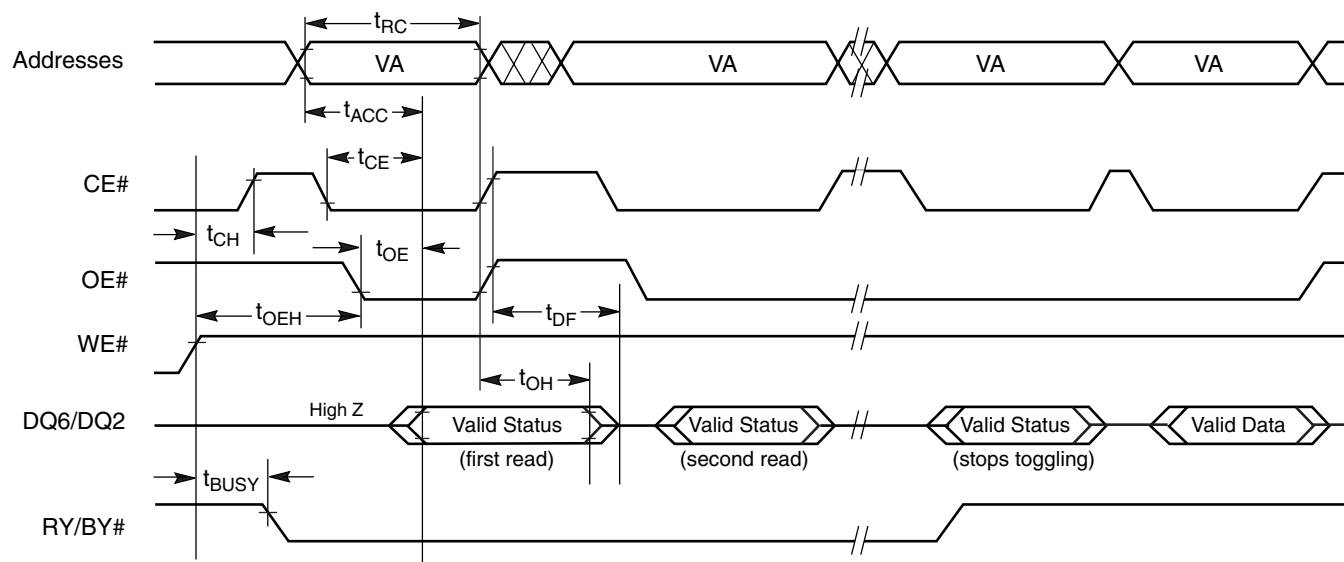 tRC
Addresses VA VA VA VA
tACC
tCE
CE#
tCH tOE
OE#
tOEH tDF
WE#
tOH
High Z
DQ6/DQ2 Valid Status Valid Status Valid Status Valid Data
(first read) (second read) (stops toggling)
tBUSY
RY/BY#